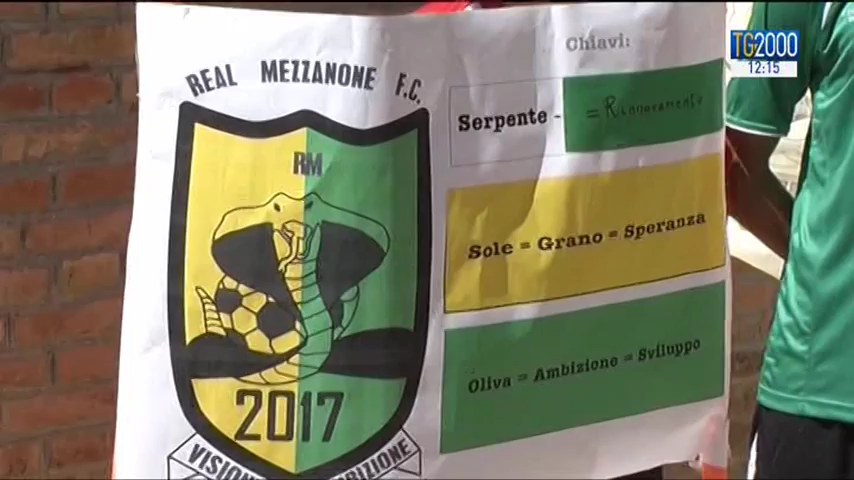 TG2000
12:15
REAL MEZZANONE F.C.
RM
2017
Chiavi:
Serpente - = Rinnovamento
Sole = Grano = Speranza
Oliva = Ambizione = Sviluppo